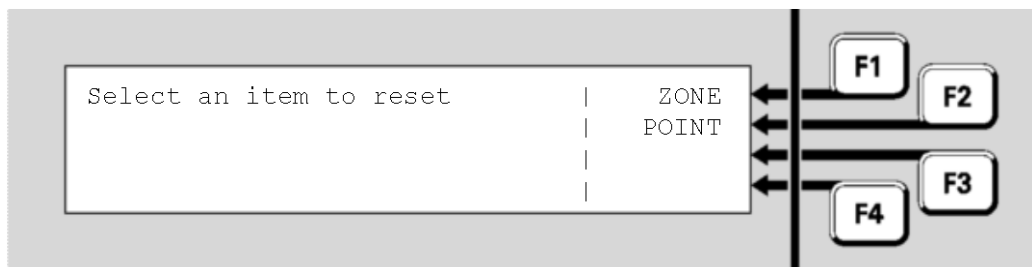 Select an item to reset | ZONE
| POINT
|
|
F1
F2
F3
F4